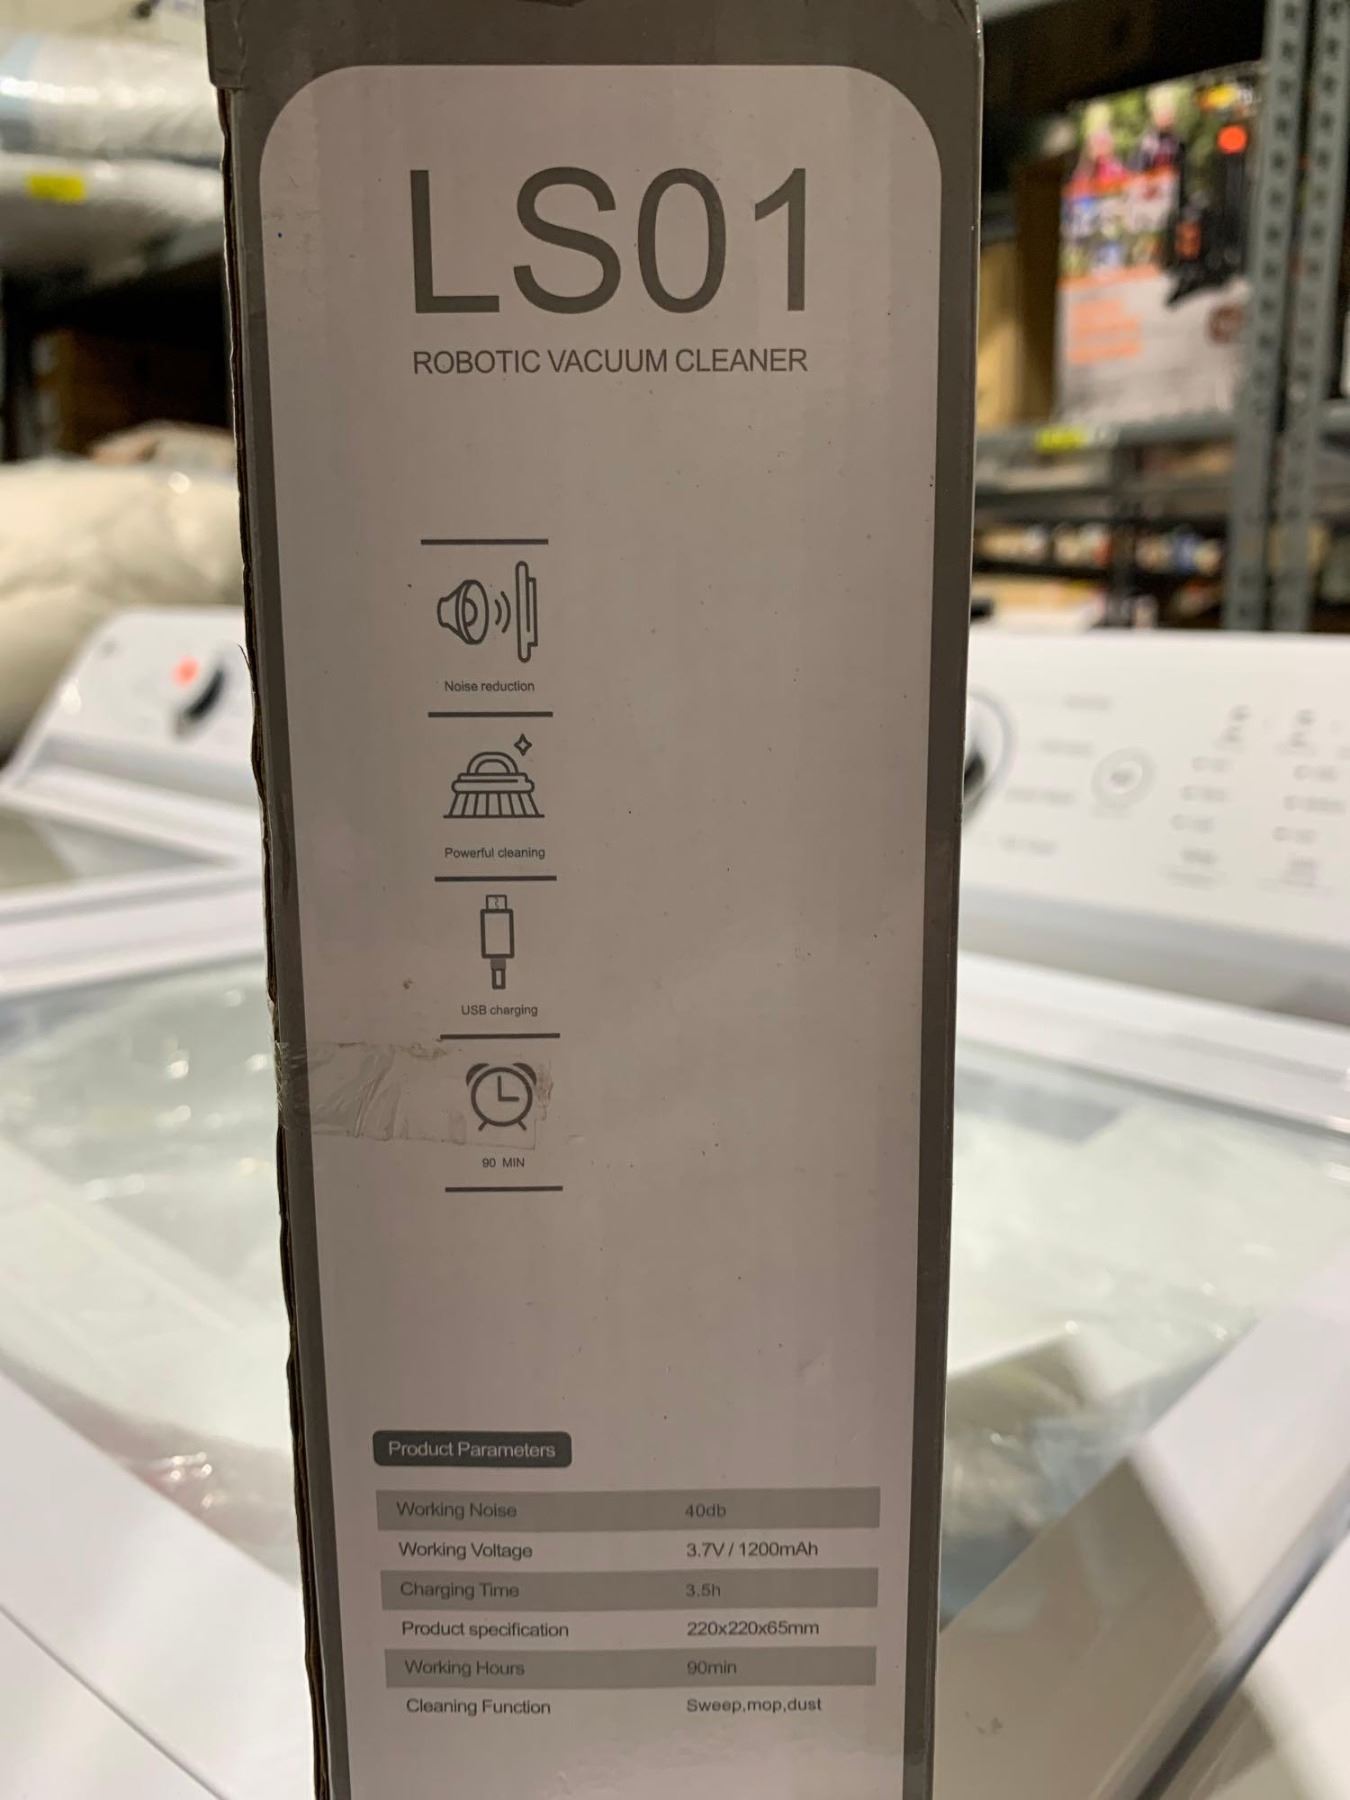 LS01
ROBOTIC VACUUM CLEANER
Noise reduction
Powerful cleaning
USB charging
90 MIN
Product Parameters
Working Noise 40db
Working Voltage 3.7V / 1200mAh
Charging Time 3.5h
Product specification 220x220x65mm
Working Hours 90min
Cleaning Function Sweep,mop,dust